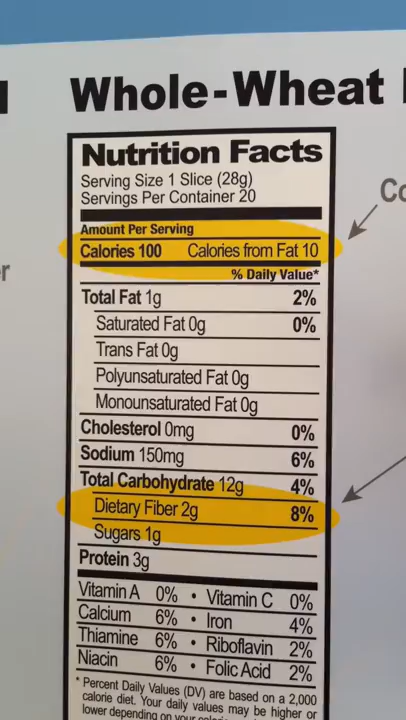 Whole-Wheat
Nutrition Facts
Serving Size 1 Slice (28g)
Servings Per Container 20
Amount Per Serving
Calories 100 Calories from Fat 10
% Daily Value*
Total Fat 1g 2%
Saturated Fat 0g 0%
Trans Fat 0g
Polyunsaturated Fat 0g
Monounsaturated Fat 0g
Cholesterol 0mg 0%
Sodium 150mg 6%
Total Carbohydrate 12g 4%
Dietary Fiber 2g 8%
Sugars 1g
Protein 3g
Vitamin A 0% • Vitamin C 0%
Calcium 6% • Iron 4%
Thiamine 6% • Riboflavin 2%
Niacin 6% • Folic Acid 2%
* Percent Daily Values (DV) are based on a 2,000
calorie diet. Your daily values may be higher or
lower depending on your